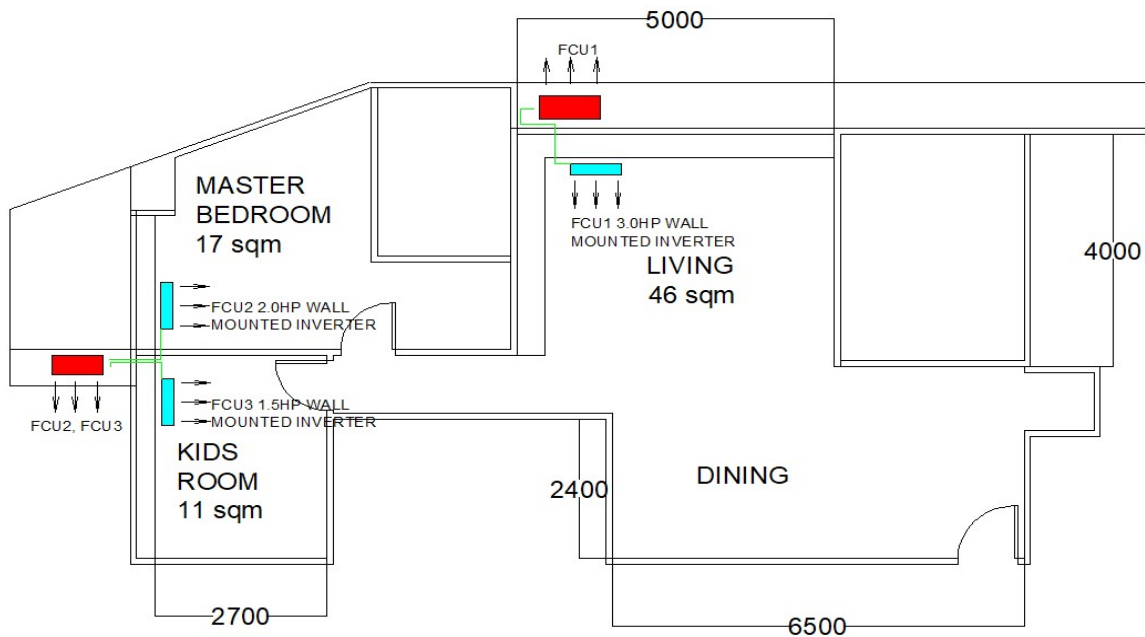 5000
FCU1
MASTER
BEDROOM
17 sqm
FCU1 3.0HP WALL
MOUNTED INVERTER
LIVING
46 sqm
4000
FCU2 2.0HP WALL
MOUNTED INVERTER
FCU3 1.5HP WALL
MOUNTED INVERTER
FCU2, FCU3
KIDS
ROOM
11 sqm
2400
DINING
2700
6500